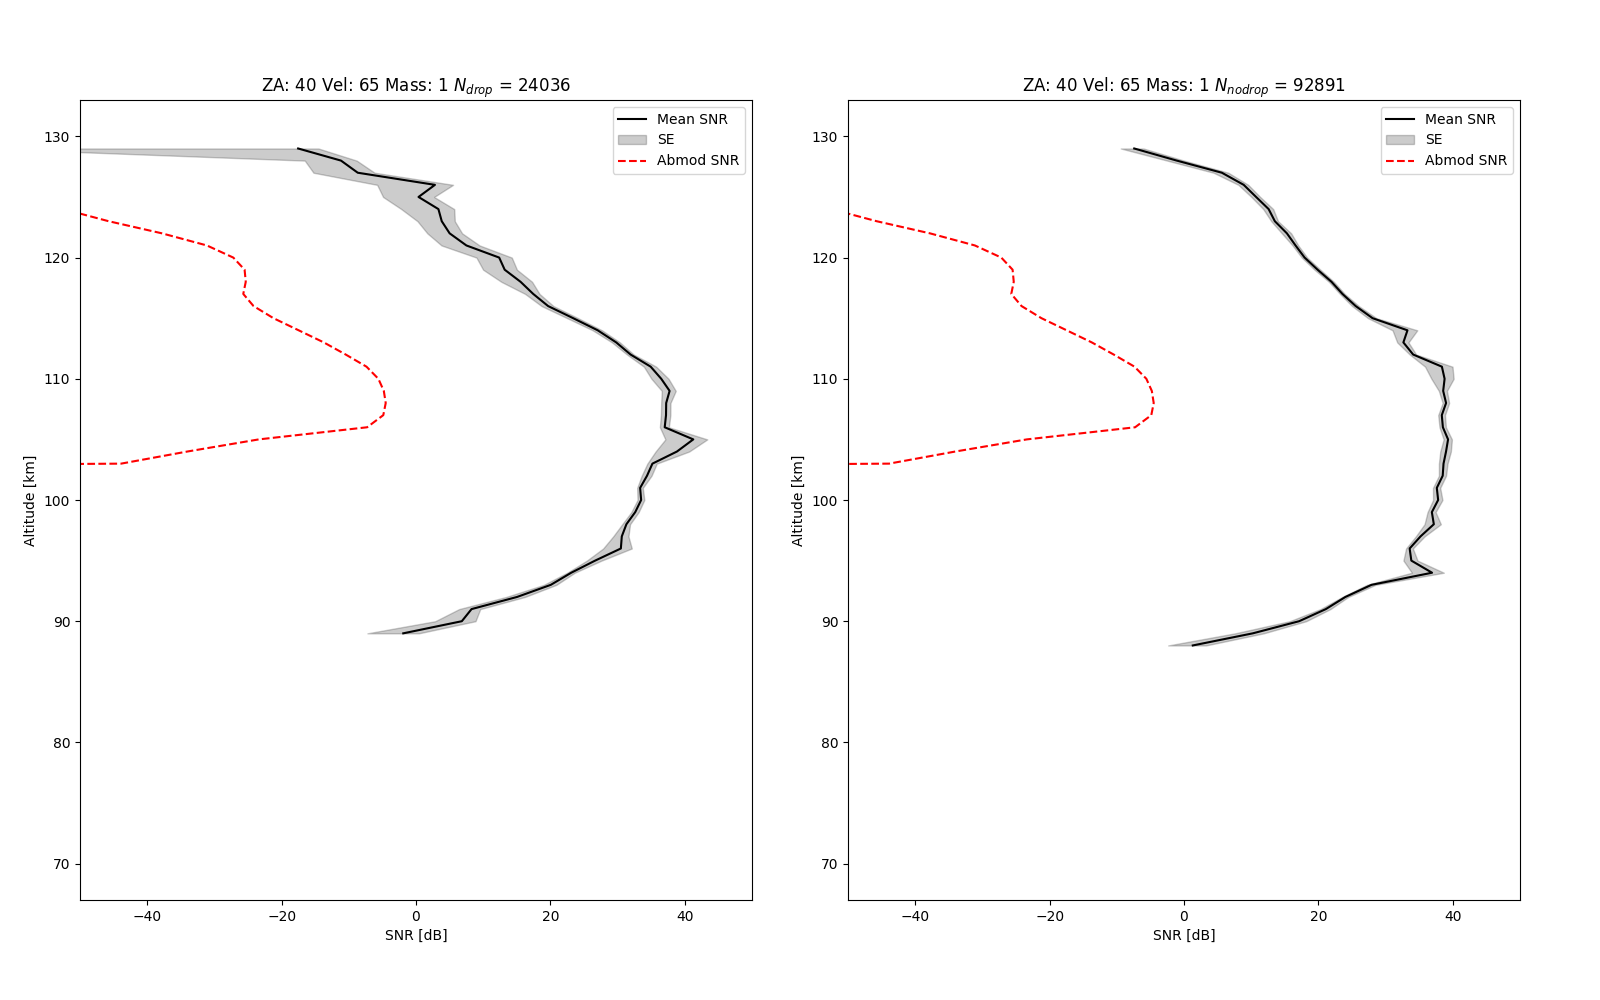 ZA: 40 Vel: 65 Mass: 1 N_drop = 24036
Mean SNR
SE
Abmod SNR
130
120
110
100
90
80
70
Altitude [km]
−40
−20
0
20
40
SNR [dB]
ZA: 40 Vel: 65 Mass: 1 N_nodrop = 92891
Mean SNR
SE
Abmod SNR
130
120
110
100
90
80
70
Altitude [km]
−40
−20
0
20
40
SNR [dB]